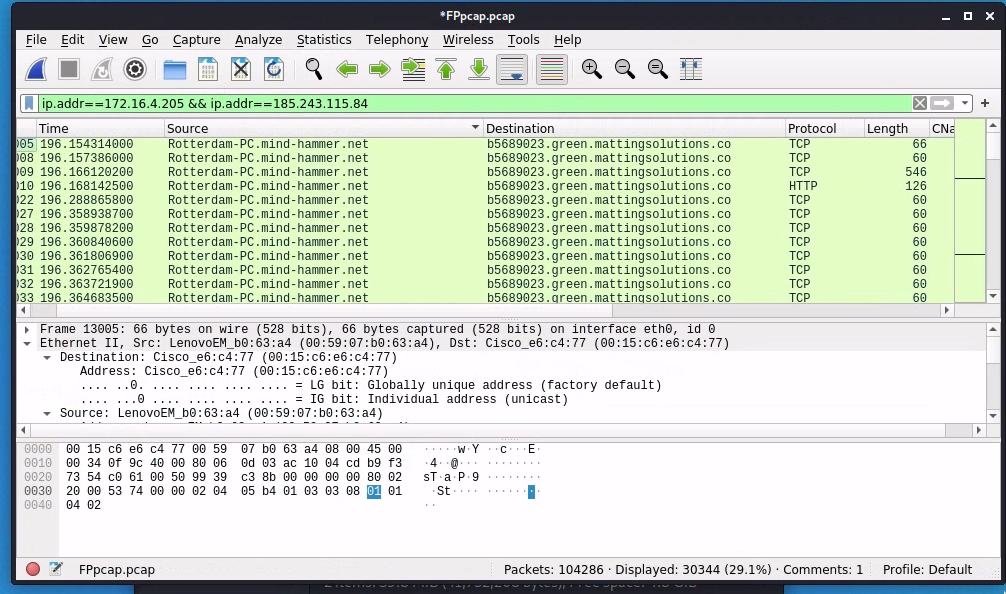 *FPpcap.pcap
File Edit View Go Capture Analyze Statistics Telephony Wireless Tools Help
ip.addr==172.16.4.205 && ip.addr==185.243.115.84
Time Source Destination Protocol Length CNa
005 196.154314000 Rotterdam-PC.mind-hammer.net b5689023.green.mattingsolutions.co TCP 66
008 196.157386000 Rotterdam-PC.mind-hammer.net b5689023.green.mattingsolutions.co TCP 60
009 196.166120200 Rotterdam-PC.mind-hammer.net b5689023.green.mattingsolutions.co TCP 546
010 196.168142500 Rotterdam-PC.mind-hammer.net b5689023.green.mattingsolutions.co HTTP 126
022 196.288865800 Rotterdam-PC.mind-hammer.net b5689023.green.mattingsolutions.co TCP 60
027 196.358938700 Rotterdam-PC.mind-hammer.net b5689023.green.mattingsolutions.co TCP 60
028 196.359878200 Rotterdam-PC.mind-hammer.net b5689023.green.mattingsolutions.co TCP 60
029 196.360840600 Rotterdam-PC.mind-hammer.net b5689023.green.mattingsolutions.co TCP 60
030 196.361806900 Rotterdam-PC.mind-hammer.net b5689023.green.mattingsolutions.co TCP 60
031 196.362765400 Rotterdam-PC.mind-hammer.net b5689023.green.mattingsolutions.co TCP 60
032 196.363721900 Rotterdam-PC.mind-hammer.net b5689023.green.mattingsolutions.co TCP 60
033 196.364683500 Rotterdam-PC.mind-hammer.net b5689023.green.mattingsolutions.co TCP 60
Frame 13005: 66 bytes on wire (528 bits), 66 bytes captured (528 bits) on interface eth0, id 0
Ethernet II, Src: LenovoEM_b0:63:a4 (00:59:07:b0:63:a4), Dst: Cisco_e6:c4:77 (00:15:c6:e6:c4:77)
Destination: Cisco_e6:c4:77 (00:15:c6:e6:c4:77)
Address: Cisco_e6:c4:77 (00:15:c6:e6:c4:77)
.... ..0. .... .... .... .... = LG bit: Globally unique address (factory default)
.... ...0 .... .... .... .... = IG bit: Individual address (unicast)
Source: LenovoEM_b0:63:a4 (00:59:07:b0:63:a4)
0000 00 15 c6 e6 c4 77 00 59 07 b0 63 a4 08 00 45 00 ·····w·Y ··c···E·
0010 00 34 0f 9c 40 00 80 06 0d 03 ac 10 04 cd b9 f3 ·4··@··· ········
0020 73 54 c0 61 00 50 99 39 c3 8b 00 00 00 00 80 02 sT·a·P·9 ········
0030 20 00 53 74 00 00 02 04 05 b4 01 03 03 08 01 01 ·St···· ········
0040 04 02 ··
FPpcap.pcap Packets: 104286 · Displayed: 30344 (29.1%) · Comments: 1 Profile: Default